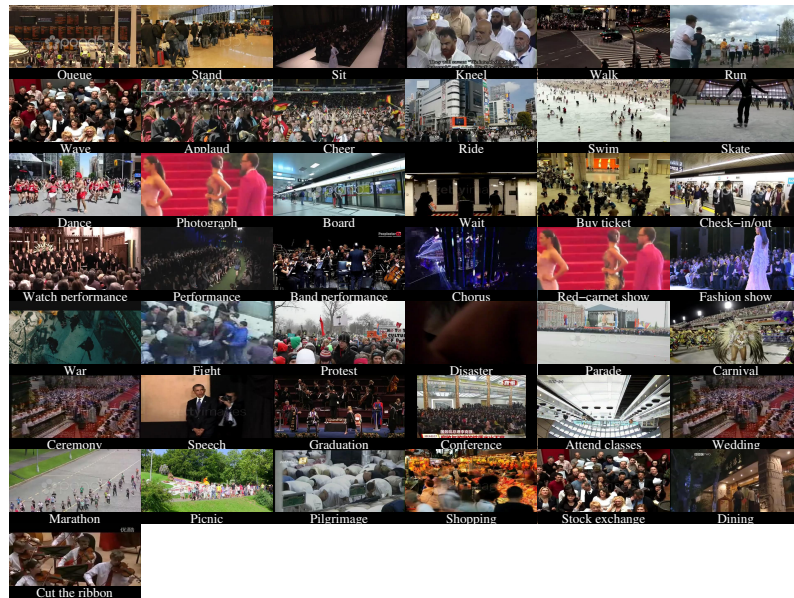 Queue Stand Sit Kneel Walk Run
Wave Applaud Cheer Ride Swim Skate
Dance Photograph Board Wait Buy ticket Check-in/out
Watch performance Performance Band performance Chorus Red-carpet show Fashion show
War Fight Protest Disaster Parade Carnival
Ceremony Speech Graduation Conference Attend classes Wedding
Marathon Picnic Pilgrimage Shopping Stock exchange Dining
Cut the ribbon